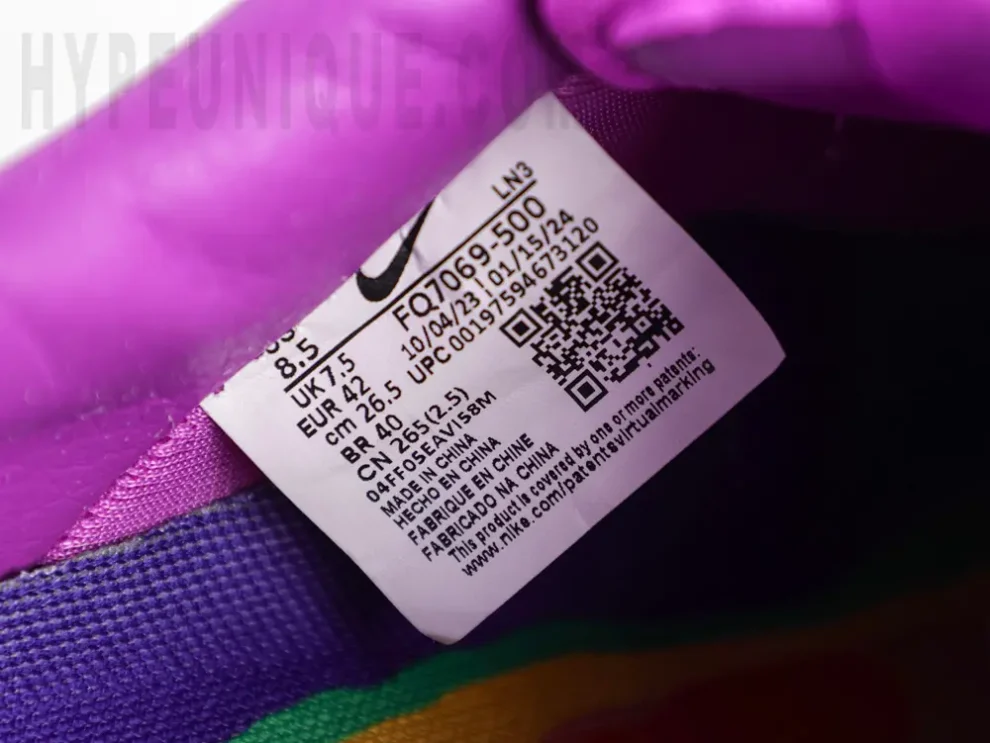 HYPEUNIQUE.COM
LN3
US
8.5
UK 7.5
EUR 42
cm 26.5
BR 40
CN 265(2.5)
FQ7069-500
10/04/23 | 01/15/24
UPC 00197594673120
04FF05EAV158M
MADE IN CHINA
HECHO EN CHINA
FABRIQUE EN CHINE
FABRICADO NA CHINA
This product is covered by one or more patents:
www.nike.com/patentsvirtualmarking